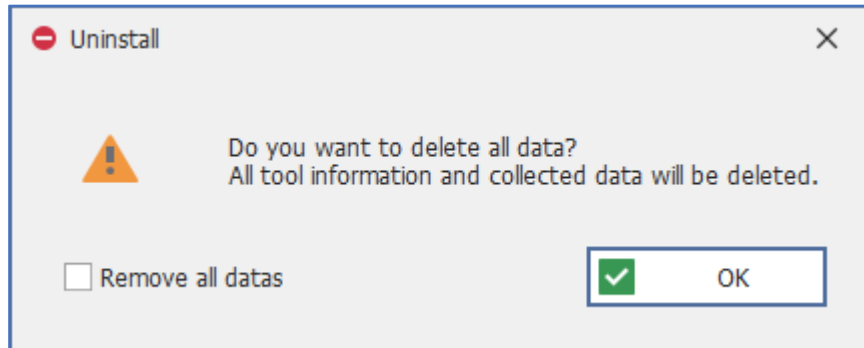 Uninstall
Do you want to delete all data?
All tool information and collected data will be deleted.
Remove all datas
OK